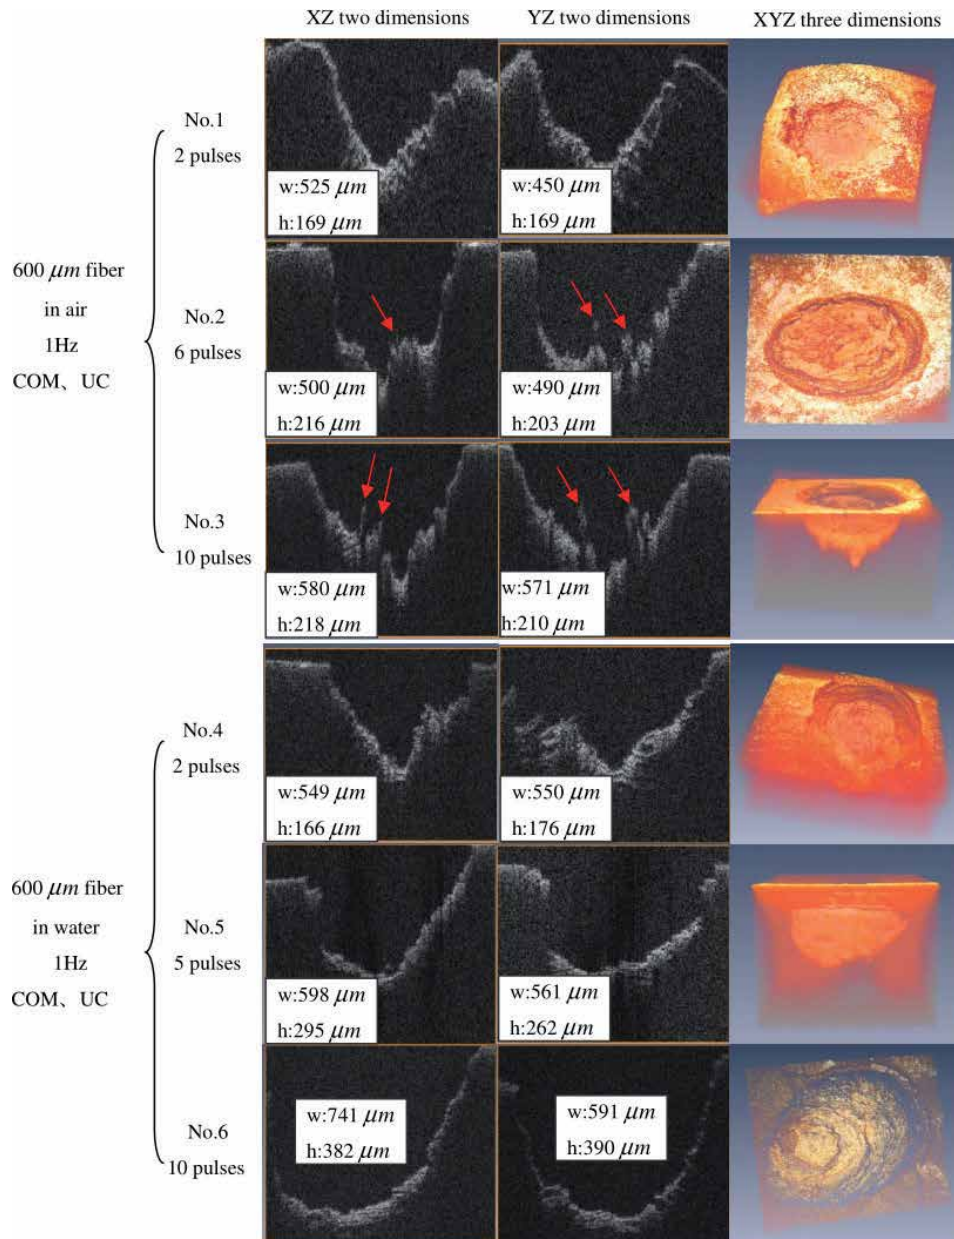 XZ two dimensions
YZ two dimensions
XYZ three dimensions
600 μm fiber
in air
1Hz
COM、UC
No.1
2 pulses
w:525 μm
h:169 μm
w:450 μm
h:169 μm
No.2
6 pulses
w:500 μm
h:216 μm
w:490 μm
h:203 μm
No.3
10 pulses
w:580 μm
h:218 μm
w:571 μm
h:210 μm
600 μm fiber
in water
1Hz
COM、UC
No.4
2 pulses
w:549 μm
h:166 μm
w:550 μm
h:176 μm
No.5
5 pulses
w:598 μm
h:295 μm
w:561 μm
h:262 μm
No.6
10 pulses
w:741 μm
h:382 μm
w:591 μm
h:390 μm